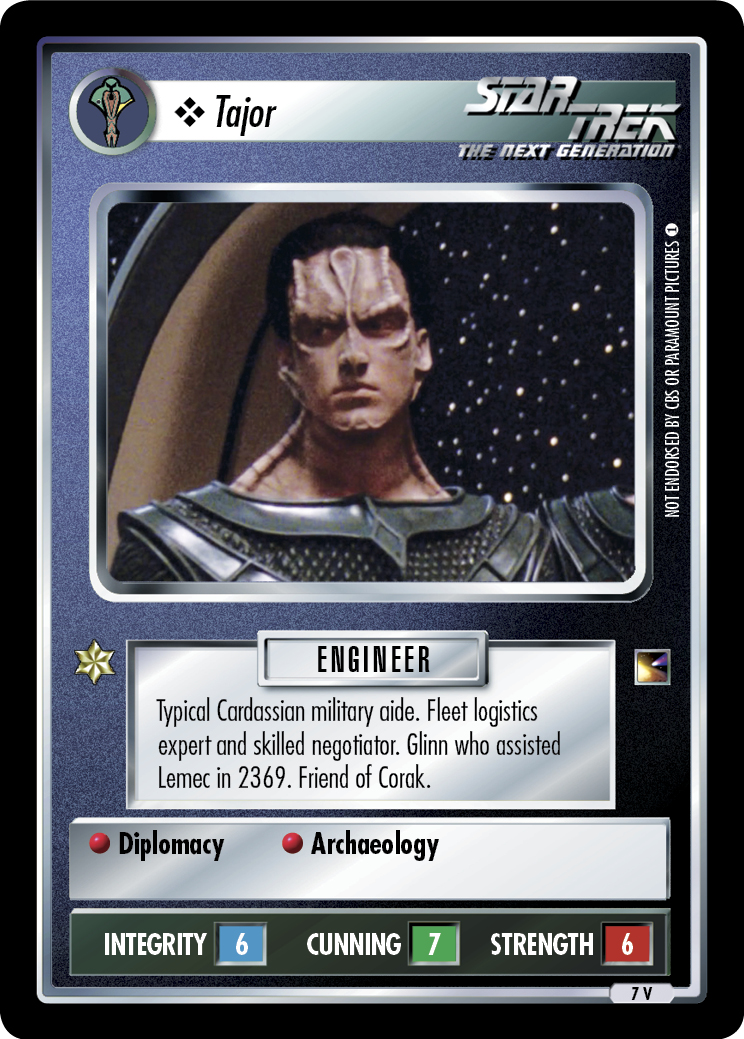 ❖ Tajor
STAR TREK
THE NEXT GENERATION
NOT ENDORSED BY CBS OR PARAMOUNT PICTURES 1
ENGINEER
Typical Cardassian military aide. Fleet logistics
expert and skilled negotiator. Glinn who assisted
Lemec in 2369. Friend of Corak.
Diplomacy Archaeology
INTEGRITY 6 CUNNING 7 STRENGTH 6
7 V